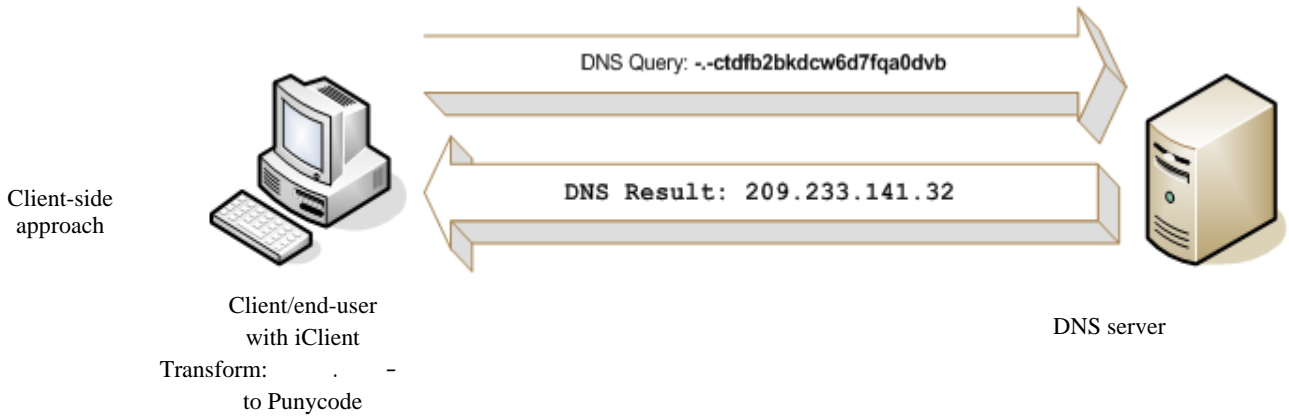 DNS Query: -.-ctdfb2bkdcw6d7fqa0dvb
DNS Result: 209.233.141.32
Client-side
approach
Client/end-user
with iClient
Transform: . –
to Punycode
DNS server